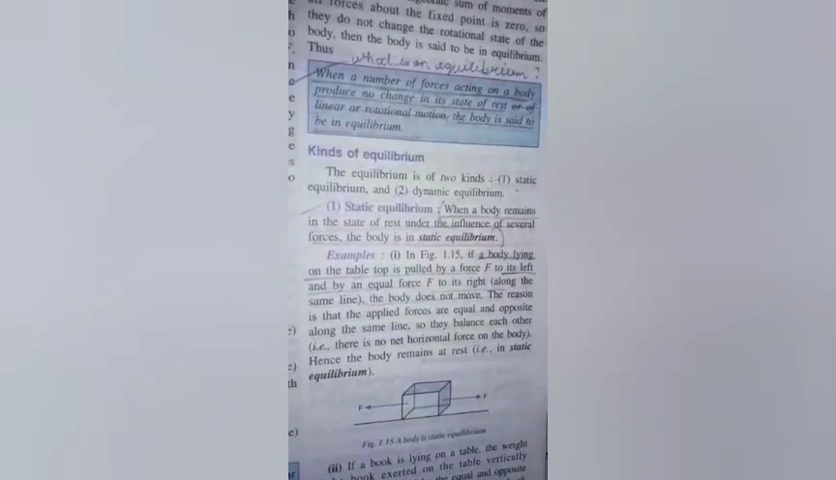 sum of moments of
forces about the fixed point is zero, so
they do not change the rotational state of the
body, then the body is said to be in equilibrium.
Thus
what is an equilibrium ?
When a number of forces acting on a body
produce no change in its state of rest or of
linear or rotational motion, the body is said to
be in equilibrium.
Kinds of equilibrium
The equilibrium is of two kinds :–(1) static
equilibrium, and (2) dynamic equilibrium.
(1) Static equilibrium : When a body remains
in the state of rest under the influence of several
forces, the body is in static equilibrium.
Examples : (i) In Fig. 1.15, if a body lying
on the table top is pulled by a force F to its left
and by an equal force F to its right (along the
same line), the body does not move. The reason
is that the applied forces are equal and opposite
along the same line, so they balance each other
(i.e., there is no net horizontal force on the body).
Hence the body remains at rest (i.e., in static
equilibrium).
F F
Fig. 1.15 A body in static equilibrium
(ii) If a book is lying on a table, the weight
book exerted on the table vertically
equal and opposite